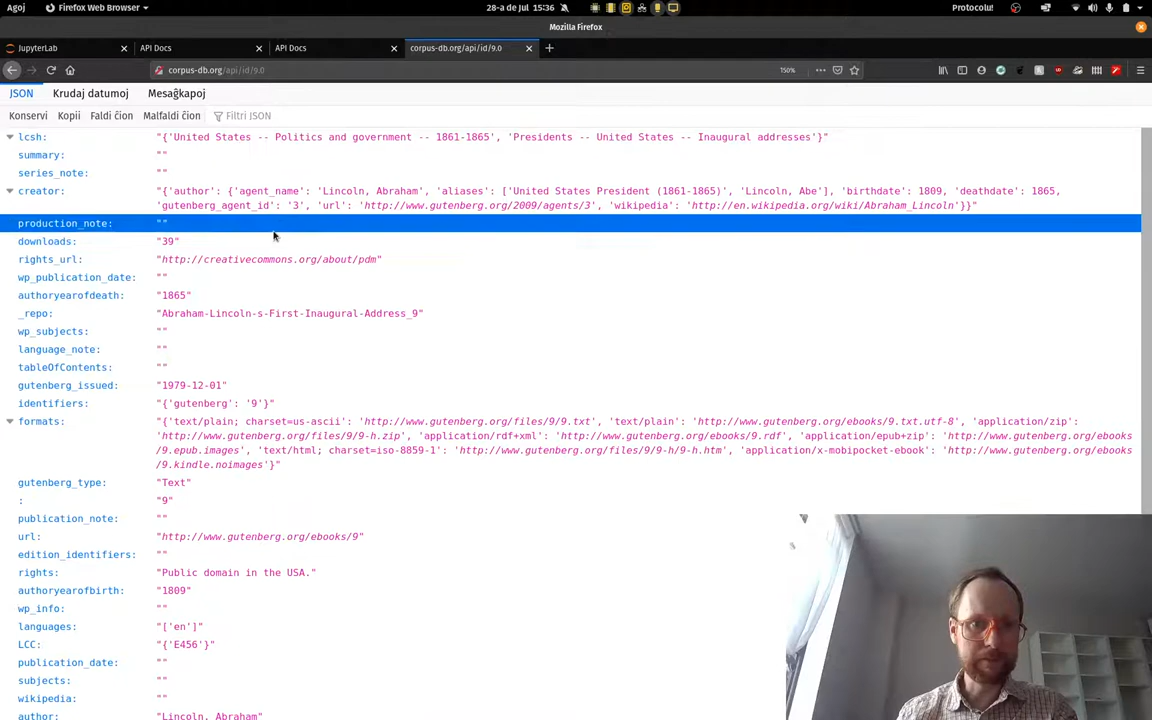 Agoj Firefox Web Browser 28-a de Jul 15:36 Protocolu!
Mozilla Firefox
JupyterLab API Docs API Docs corpus-db.org/api/id/9.0
corpus-db.org/api/id/9.0 150%
JSON Krudaj datumoj Mesaĝkapoj
Konservi Kopii Faldi ĉion Malfaldi ĉion Filtri JSON
lcsh: "{'United States -- Politics and government -- 1861-1865', 'Presidents -- United States -- Inaugural addresses'}"
summary: ""
series_note: ""
creator: "{'author': {'agent_name': 'Lincoln, Abraham', 'aliases': ['United States President (1861-1865)', 'Lincoln, Abe'], 'birthdate': 1809, 'deathdate': 1865,
'gutenberg_agent_id': '3', 'url': 'http://www.gutenberg.org/2009/agents/3', 'wikipedia': 'http://en.wikipedia.org/wiki/Abraham_Lincoln'}}"
production_note: ""
downloads: "39"
rights_url: "http://creativecommons.org/about/pdm"
wp_publication_date: ""
authoryearofdeath: "1865"
_repo: "Abraham-Lincoln-s-First-Inaugural-Address_9"
wp_subjects: ""
language_note: ""
tableOfContents: ""
gutenberg_issued: "1979-12-01"
identifiers: "{'gutenberg': '9'}"
formats: "{'text/plain; charset=us-ascii': 'http://www.gutenberg.org/files/9/9.txt', 'text/plain': 'http://www.gutenberg.org/ebooks/9.txt.utf-8', 'application/zip':
'http://www.gutenberg.org/files/9/9-h.zip', 'application/rdf+xml': 'http://www.gutenberg.org/ebooks/9.rdf', 'application/epub+zip': 'http://www.gutenberg.org/ebooks
/9.epub.images', 'text/html; charset=iso-8859-1': 'http://www.gutenberg.org/files/9/9-h/9-h.htm', 'application/x-mobipocket-ebook': 'http://www.gutenberg.org/ebooks
/9.kindle.noimages'}"
gutenberg_type: "Text"
: "9"
publication_note: ""
url: "http://www.gutenberg.org/ebooks/9"
edition_identifiers: ""
rights: "Public domain in the USA."
authoryearofbirth: "1809"
wp_info: ""
languages: "['en']"
LCC: "{'E456'}"
publication_date: ""
subjects: ""
wikipedia: ""
author: "Lincoln, Abraham"